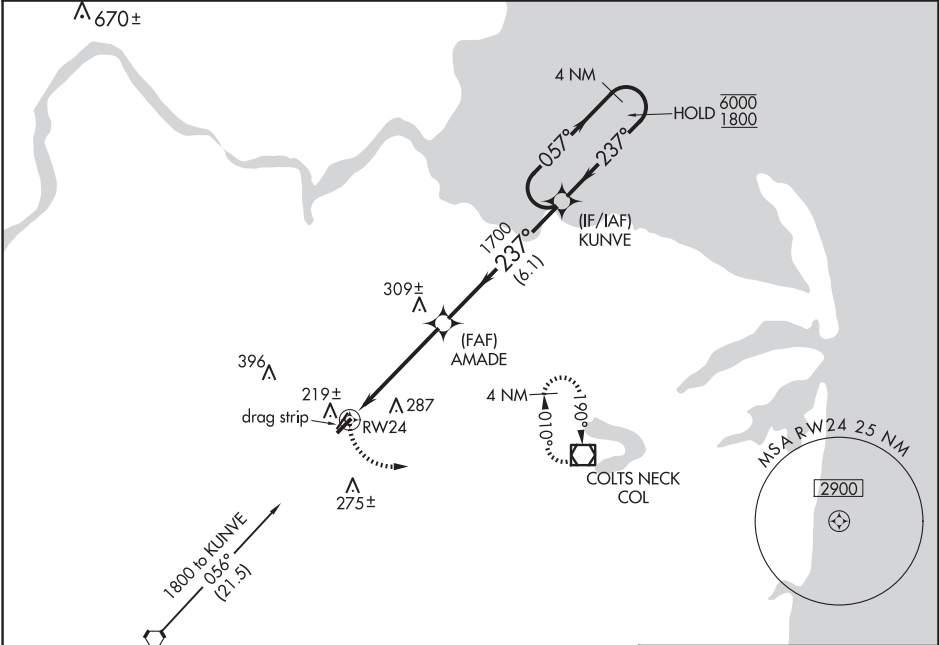 670±
4 NM
HOLD 6000
1800
057°
237°
(IF/IAF)
KUNVE
1700
237°
(6.1)
309±
(FAF)
AMADE
396
219±
287
drag strip
RW24
4 NM
190°
010°
COLTS NECK
COL
275±
MSA RW24 25 NM
2900
1800 to KUNVE
056°
(21.5)